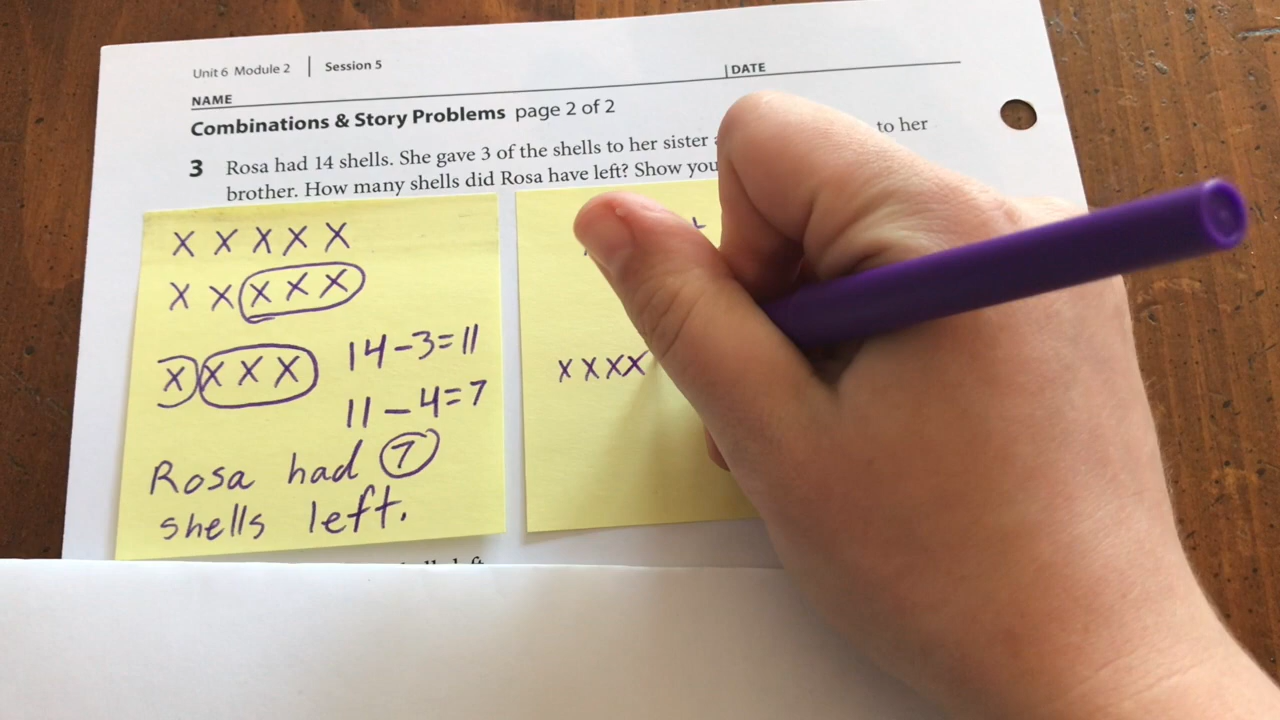 Unit 6 Module 2 | Session 5
NAME | DATE
Combinations & Story Problems page 2 of 2
3 Rosa had 14 shells. She gave 3 of the shells to her sister to her
brother. How many shells did Rosa have left? Show
X X X X X
X X X X X
X X X X
14-3=11
11-4=7
Rosa had 7
shells left.
X X X X